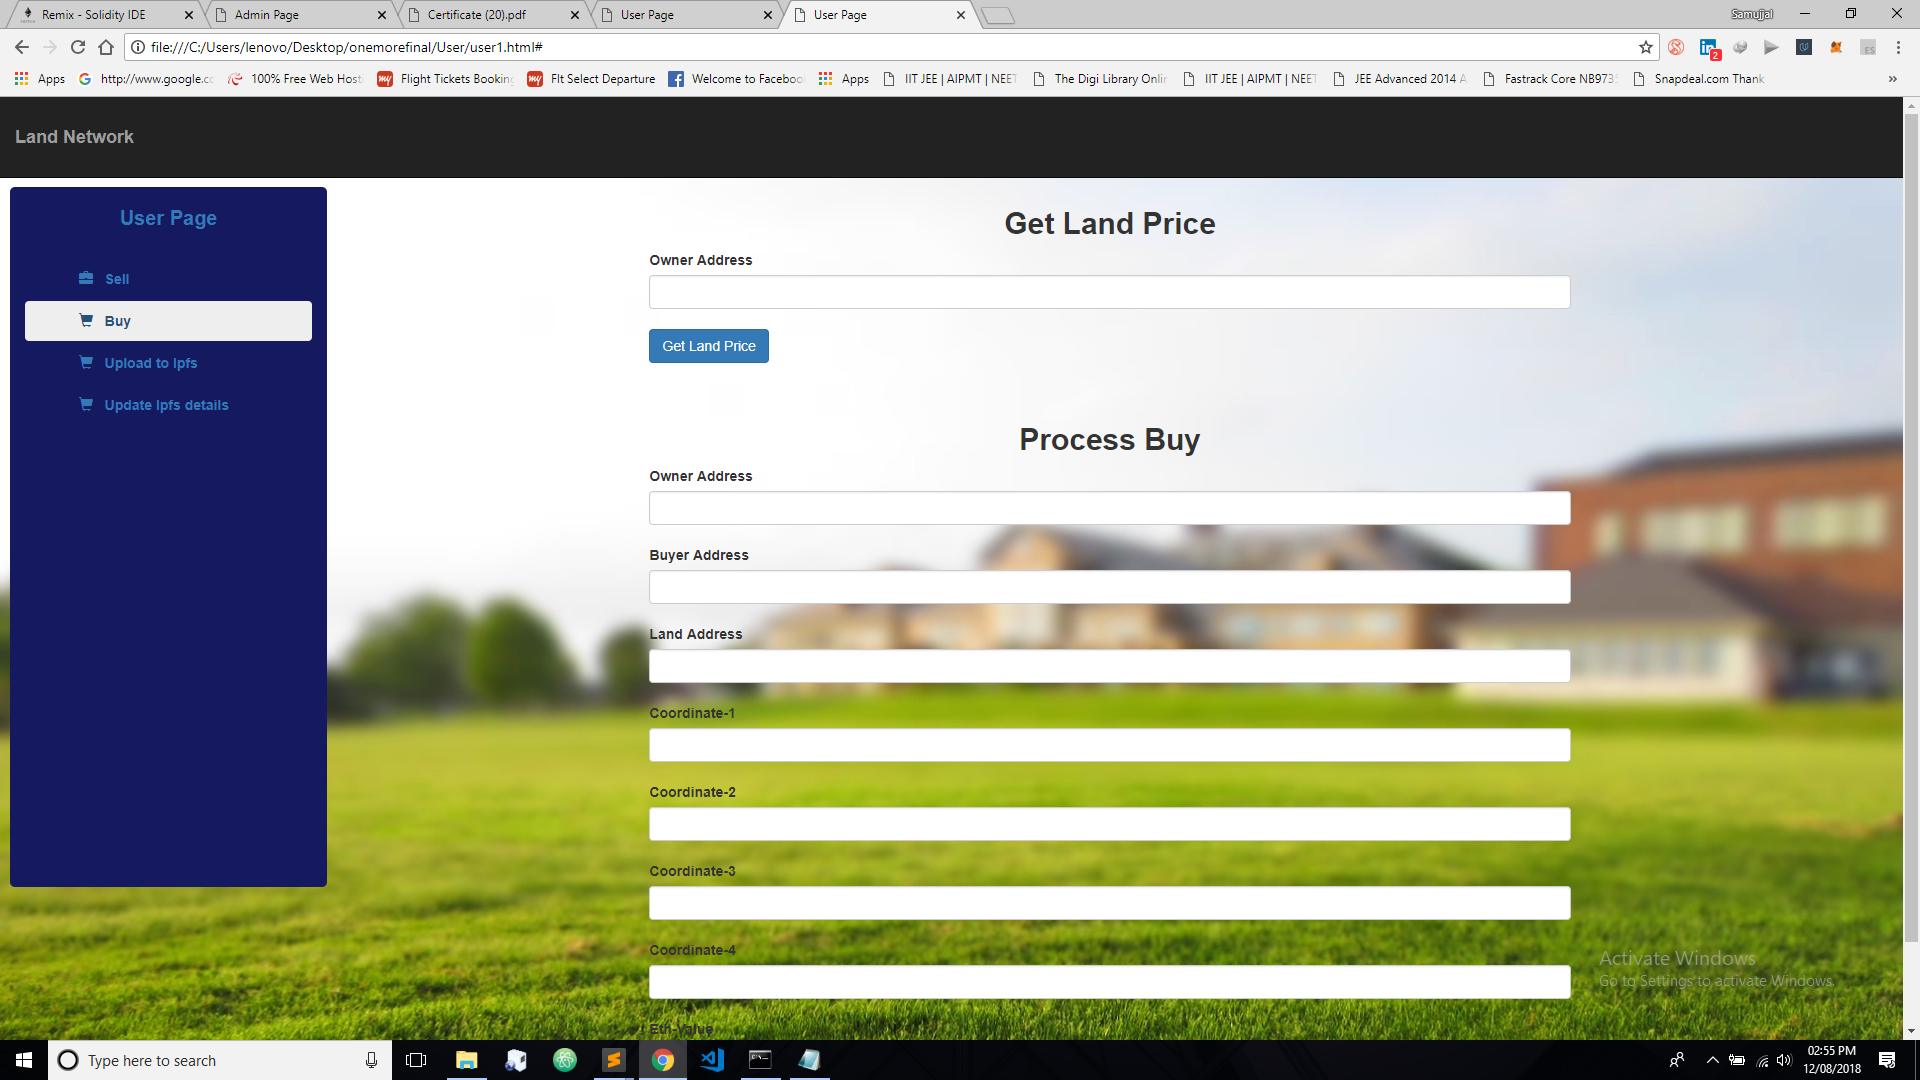 Remix - Solidity IDE
Admin Page
Certificate (20).pdf
User Page
User Page
Samujjal
file:///C:/Users/lenovo/Desktop/onemorefinal/User/user1.html#
2
ES
Apps
http://www.google.cc
100% Free Web Host
my
Flight Tickets Booking
my
Flt Select Departure
Welcome to Faceboo
Apps
IIT JEE | AIPMT | NEET
The Digi Library Onlin
IIT JEE | AIPMT | NEET
JEE Advanced 2014 A
Fastrack Core NB973
Snapdeal.com Thank
»
Land Network
User Page
Sell
Buy
Upload to Ipfs
Update Ipfs details
Get Land Price
Owner Address
Get Land Price
Process Buy
Owner Address
Buyer Address
Land Address
Coordinate-1
Coordinate-2
Coordinate-3
Coordinate-4
Eth-Value
Activate Windows
Go to Settings to activate Windows.
Type here to search
02:55 PM
12/08/2018